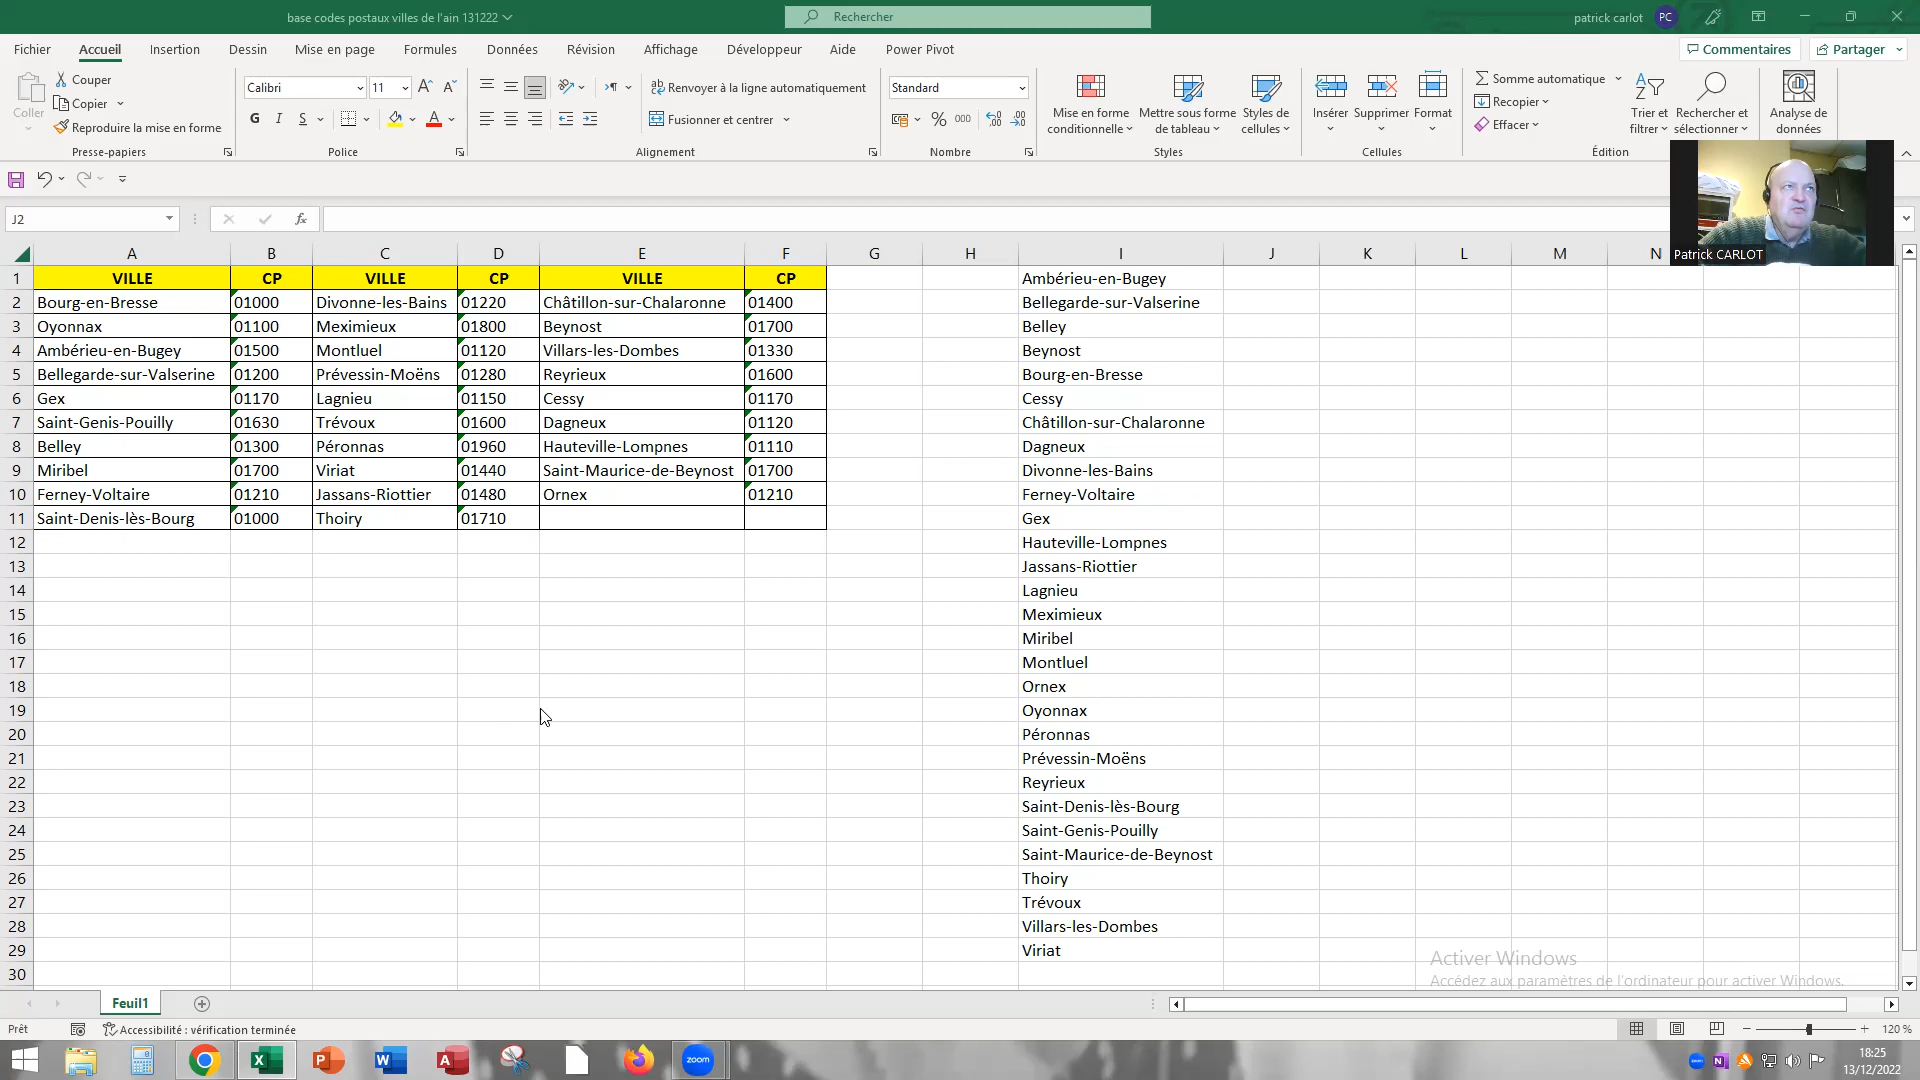 base codes postaux villes de l'ain 131222
Rechercher
patrick carlot
PC
Fichier Accueil Insertion Dessin Mise en page Formules Données Révision Affichage Développeur Aide Power Pivot
Commentaires
Partager
Coller
Couper
Copier
Reproduire la mise en forme
Presse-papiers
Calibri 11
G I S
Police
Renvoyer à la ligne automatiquement
Fusionner et centrer
Alignement
Standard
% 000
Nombre
Mise en forme conditionnelle
Mettre sous forme de tableau
Styles de cellules
Styles
Insérer Supprimer Format
Cellules
Somme automatique
Recopier
Effacer
Trier et filtrer
Rechercher et sélectionner
Édition
Analyse de données
Patrick CARLOT
J2
fx
A B C D E F G H I J K L M N
1 VILLE CP VILLE CP VILLE CP Ambérieu-en-Bugey
2 Bourg-en-Bresse 01000 Divonne-les-Bains 01220 Châtillon-sur-Chalaronne 01400 Bellegarde-sur-Valserine
3 Oyonnax 01100 Meximieux 01800 Beynost 01700 Belley
4 Ambérieu-en-Bugey 01500 Montluel 01120 Villars-les-Dombes 01330 Beynost
5 Bellegarde-sur-Valserine 01200 Prévessin-Moëns 01280 Reyrieux 01600 Bourg-en-Bresse
6 Gex 01170 Lagnieu 01150 Cessy 01170 Cessy
7 Saint-Genis-Pouilly 01630 Trévoux 01600 Dagneux 01120 Châtillon-sur-Chalaronne
8 Belley 01300 Péronnas 01960 Hauteville-Lompnes 01110 Dagneux
9 Miribel 01700 Viriat 01440 Saint-Maurice-de-Beynost 01700 Divonne-les-Bains
10 Ferney-Voltaire 01210 Jassans-Riottier 01480 Ornex 01210 Ferney-Voltaire
11 Saint-Denis-lès-Bourg 01000 Thoiry 01710 Gex
12 Hauteville-Lompnes
13 Jassans-Riottier
14 Lagnieu
15 Meximieux
16 Miribel
17 Montluel
18 Ornex
19 Oyonnax
20 Péronnas
21 Prévessin-Moëns
22 Reyrieux
23 Saint-Denis-lès-Bourg
24 Saint-Genis-Pouilly
25 Saint-Maurice-de-Beynost
26 Thoiry
27 Trévoux
28 Villars-les-Dombes
29 Viriat
30
Activer Windows
Accédez aux paramètres de l'ordinateur pour activer Windows.
Feuil1
Prêt
Accessibilité : vérification terminée
120 %
zoom
18:25
13/12/2022